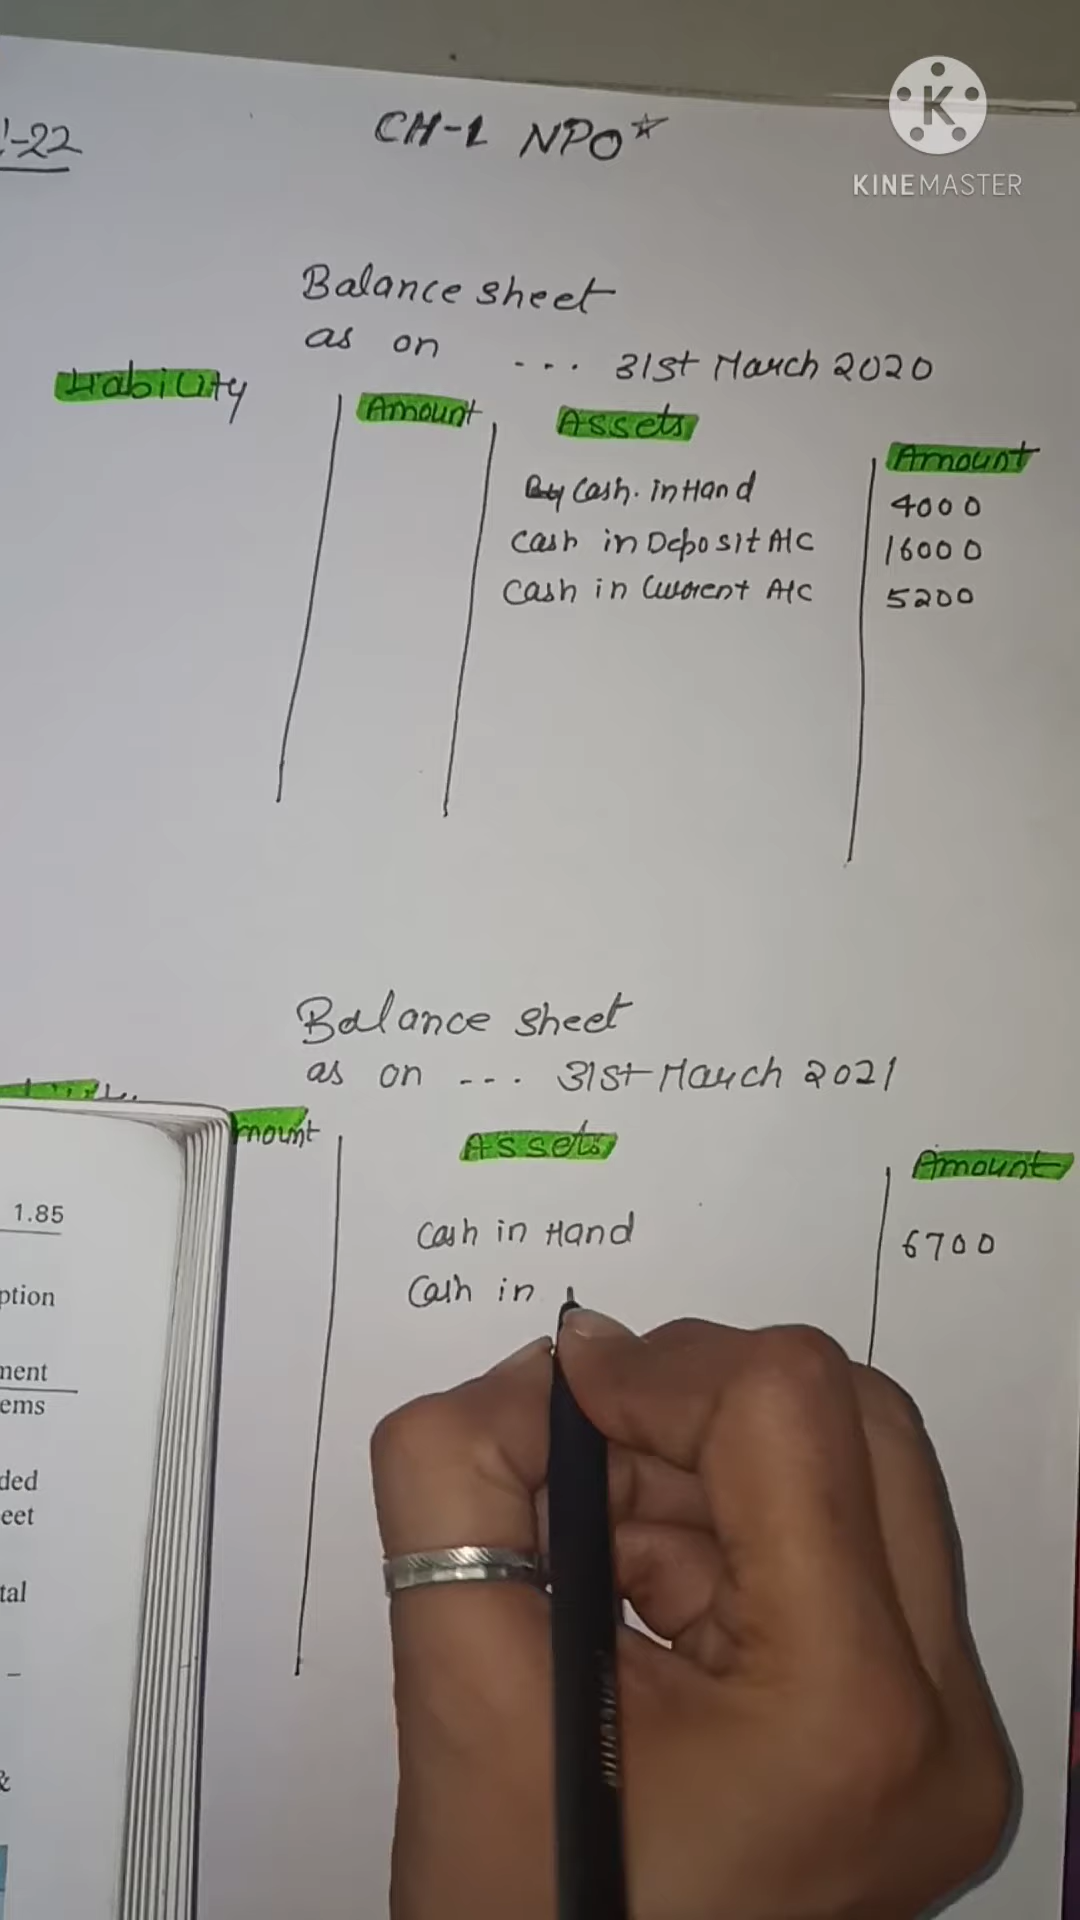 KINEMASTER
-22
CH-1 NPO
Balance sheet
as on ... 31st March 2020
Liability Amount Assets Amount
Cash in Hand 4000
Cash in Deposit A/C 16000
Cash in Current A/C 5200
Balance sheet
as on --- 31st March 2021
mount Assets Amount
Cash in Hand 6700
Cash in
1.85
ption
ment
ems
ded
eet
tal
&